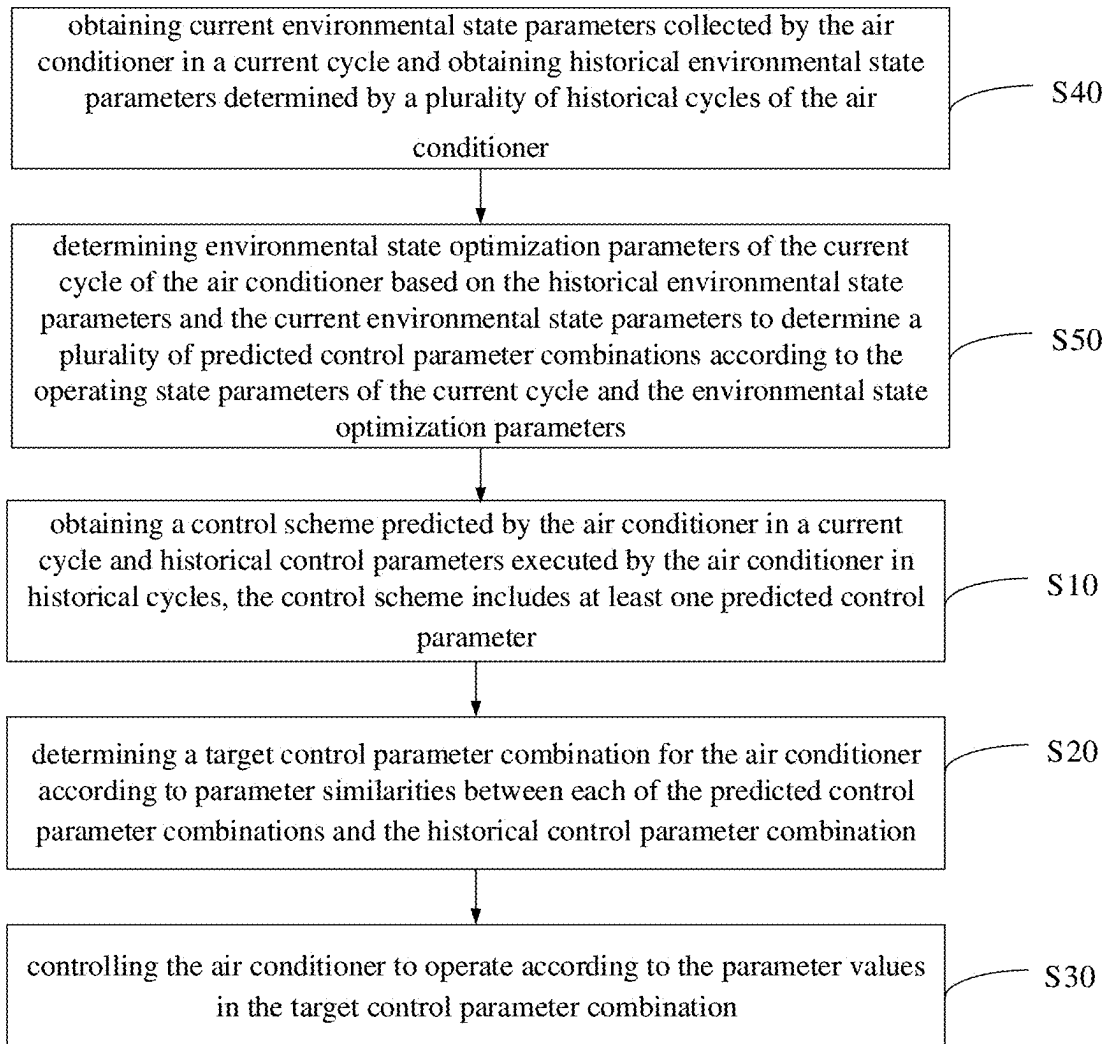 obtaining current environmental state parameters collected by the air
conditioner in a current cycle and obtaining historical environmental state
parameters determined by a plurality of historical cycles of the air
conditioner
S40
determining environmental state optimization parameters of the current
cycle of the air conditioner based on the historical environmental state
parameters and the current environmental state parameters to determine a
plurality of predicted control parameter combinations according to the
operating state parameters of the current cycle and the environmental state
optimization parameters
S50
obtaining a control scheme predicted by the air conditioner in a current
cycle and historical control parameters executed by the air conditioner in
historical cycles, the control scheme includes at least one predicted control
parameter
S10
determining a target control parameter combination for the air conditioner
according to parameter similarities between each of the predicted control
parameter combinations and the historical control parameter combination
S20
controlling the air conditioner to operate according to the parameter values
in the target control parameter combination
S30